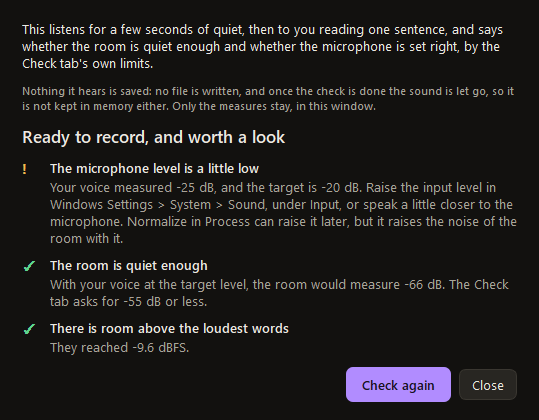 This listens for a few seconds of quiet, then to you reading one sentence, and says
whether the room is quiet enough and whether the microphone is set right, by the
Check tab's own limits.
Nothing it hears is saved: no file is written, and once the check is done the sound is let go, so it
is not kept in memory either. Only the measures stay, in this window.
Ready to record, and worth a look
! The microphone level is a little low
Your voice measured -25 dB, and the target is -20 dB. Raise the input level in
Windows Settings > System > Sound, under Input, or speak a little closer to the
microphone. Normalize in Process can raise it later, but it raises the noise of the
room with it.
✓ The room is quiet enough
With your voice at the target level, the room would measure -66 dB. The Check
tab asks for -55 dB or less.
✓ There is room above the loudest words
They reached -9.6 dBFS.
Check again
Close